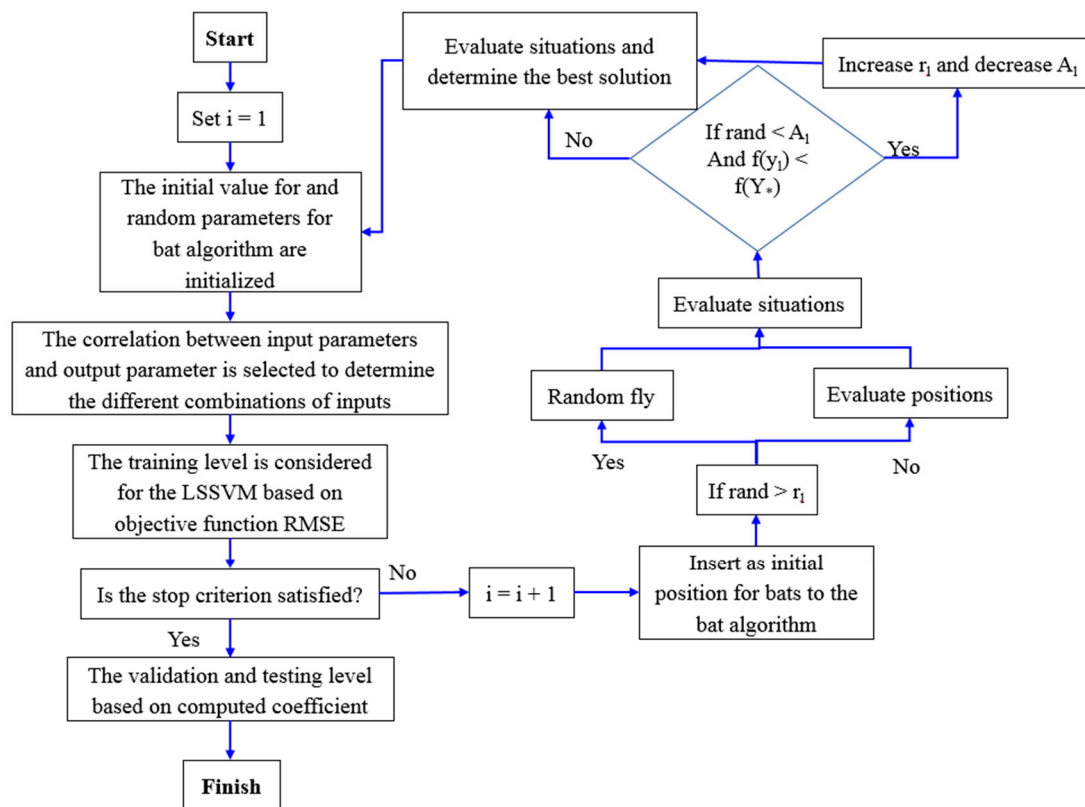 Start
Set i = 1
The initial value for and
random parameters for
bat algorithm are
initialized
The correlation between input parameters
and output parameter is selected to determine
the different combinations of inputs
The training level is considered
for the LSSVM based on
objective function RMSE
Is the stop criterion satisfied?
Yes
The validation and testing level
based on computed coefficient
Finish
No
i = i + 1
Insert as initial
position for bats to the
bat algorithm
If rand > r₁
Yes
No
Random fly
Evaluate positions
Evaluate situations
If rand < A₁
And f(y₁) <
f(Y*)
No
Yes
Evaluate situations and
determine the best solution
Increase r₁ and decrease A₁